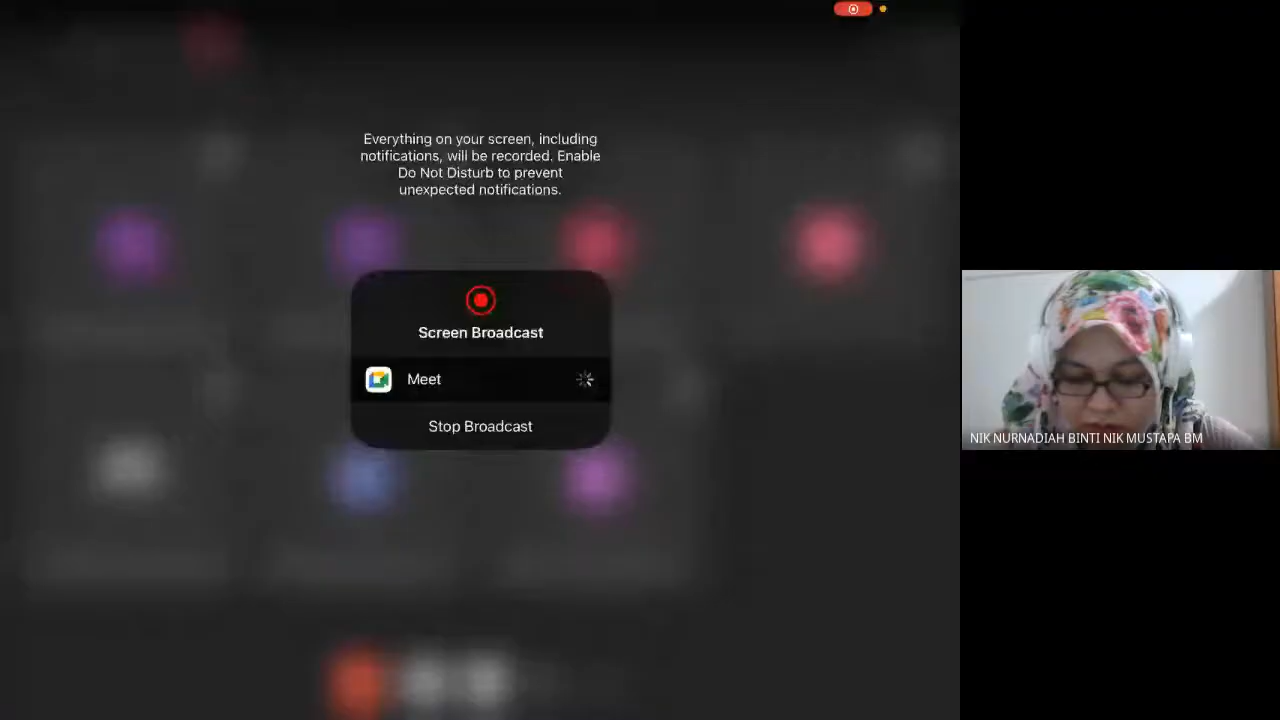 Everything on your screen, including
notifications, will be recorded. Enable
Do Not Disturb to prevent
unexpected notifications.
Screen Broadcast
Meet
Stop Broadcast
NIK NURNADIAH BINTI NIK MUSTAPA BM